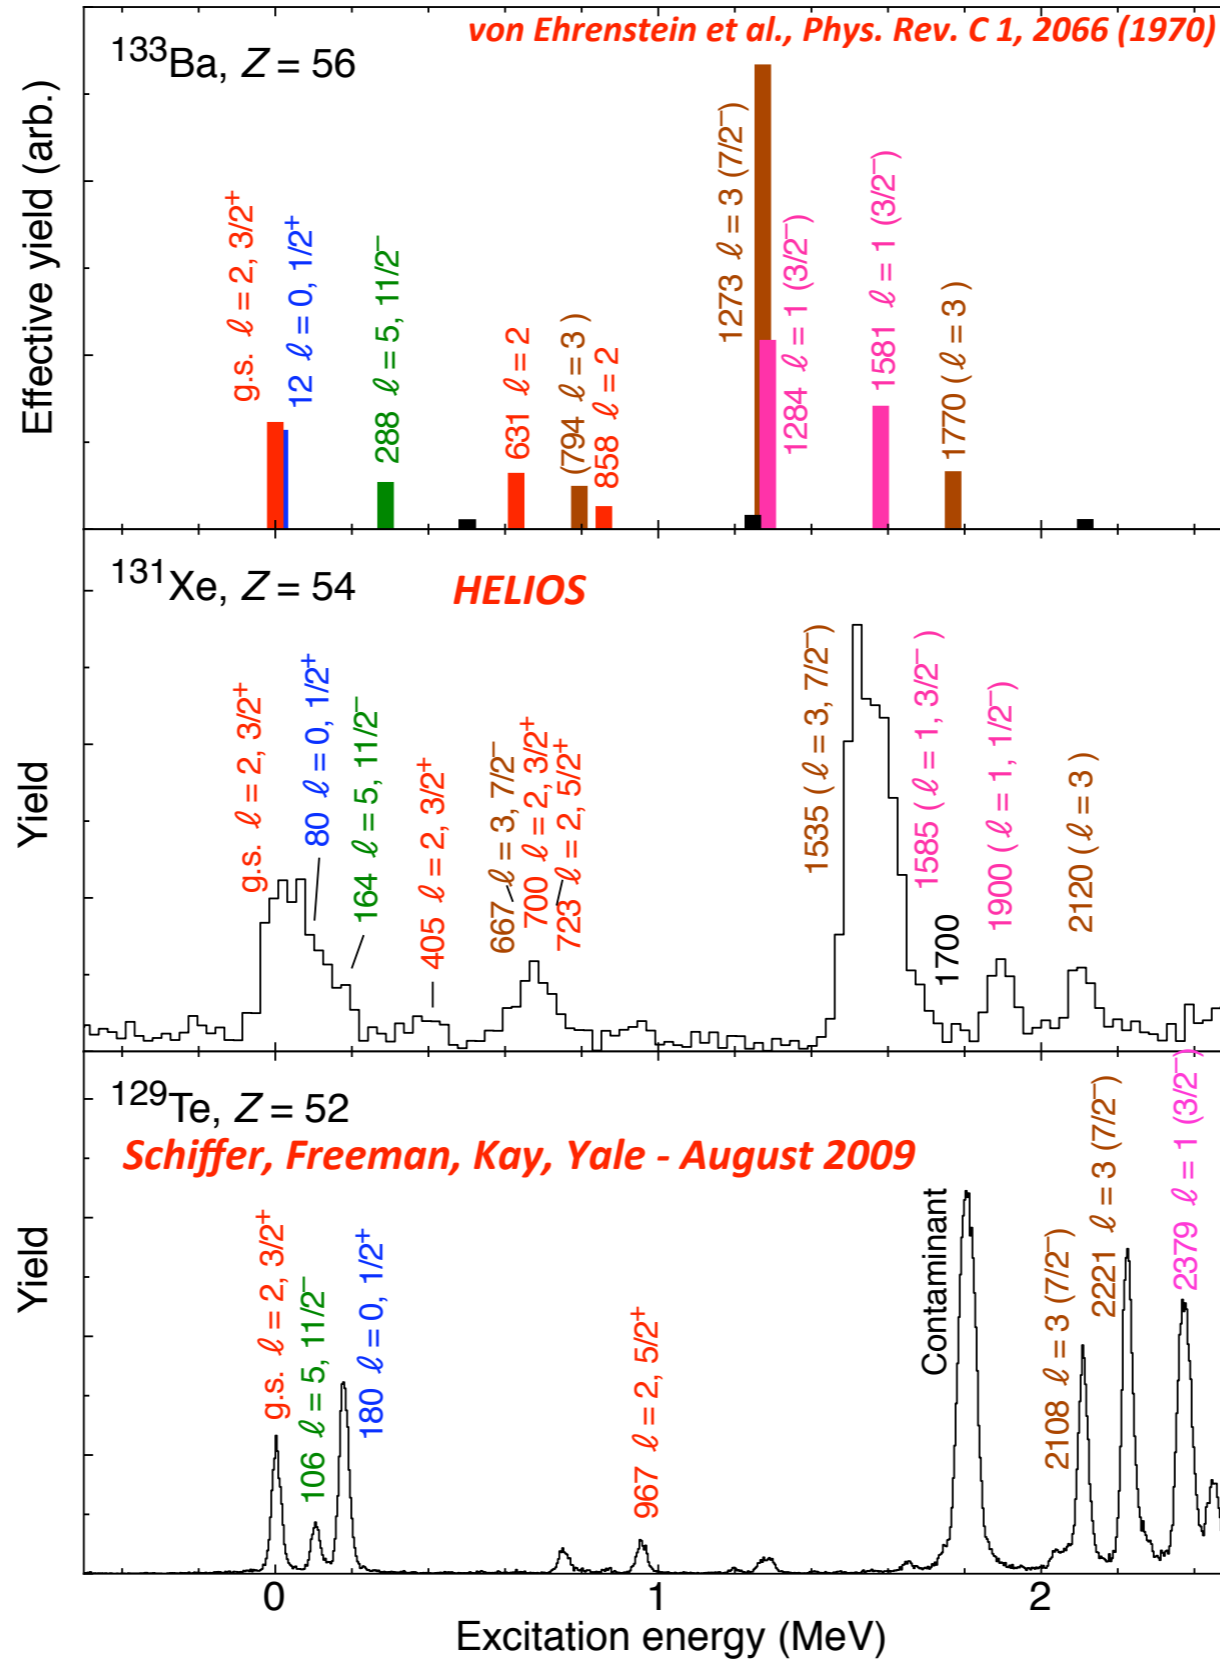 von Ehrenstein et al., Phys. Rev. C 1, 2066 (1970)
¹³³Ba, Z = 56
Effective yield (arb.)
g.s. ℓ = 2, 3/2⁺
12 ℓ = 0, 1/2⁺
288 ℓ = 5, 11/2⁻
631 ℓ = 2
(794 ℓ = 3 )
858 ℓ = 2
1273 ℓ = 3 (7/2⁻)
1284 ℓ = 1 (3/2⁻)
1581 ℓ = 1 (3/2⁻)
1770 ( ℓ = 3 )
¹³¹Xe, Z = 54
HELIOS
Yield
g.s. ℓ = 2, 3/2⁺
80 ℓ = 0, 1/2⁺
164 ℓ = 5, 11/2⁻
405 ℓ = 2, 3/2⁺
667 ℓ = 3, 7/2⁻
700 ℓ = 2, 3/2⁺
723 ℓ = 2, 5/2⁺
1535 ( ℓ = 3, 7/2⁻)
1585 ( ℓ = 1, 3/2⁻ )
1700
1900 ( ℓ = 1, 1/2⁻)
2120 ( ℓ = 3 )
¹²⁹Te, Z = 52
Schiffer, Freeman, Kay, Yale - August 2009
Yield
g.s. ℓ = 2, 3/2⁺
106 ℓ = 5, 11/2⁻
180 ℓ = 0, 1/2⁺
967 ℓ = 2, 5/2⁺
Contaminant
2108 ℓ = 3 (7/2⁻)
2221 ℓ = 3 (7/2⁻)
2379 ℓ = 1 (3/2⁻)
0 1 2
Excitation energy (MeV)